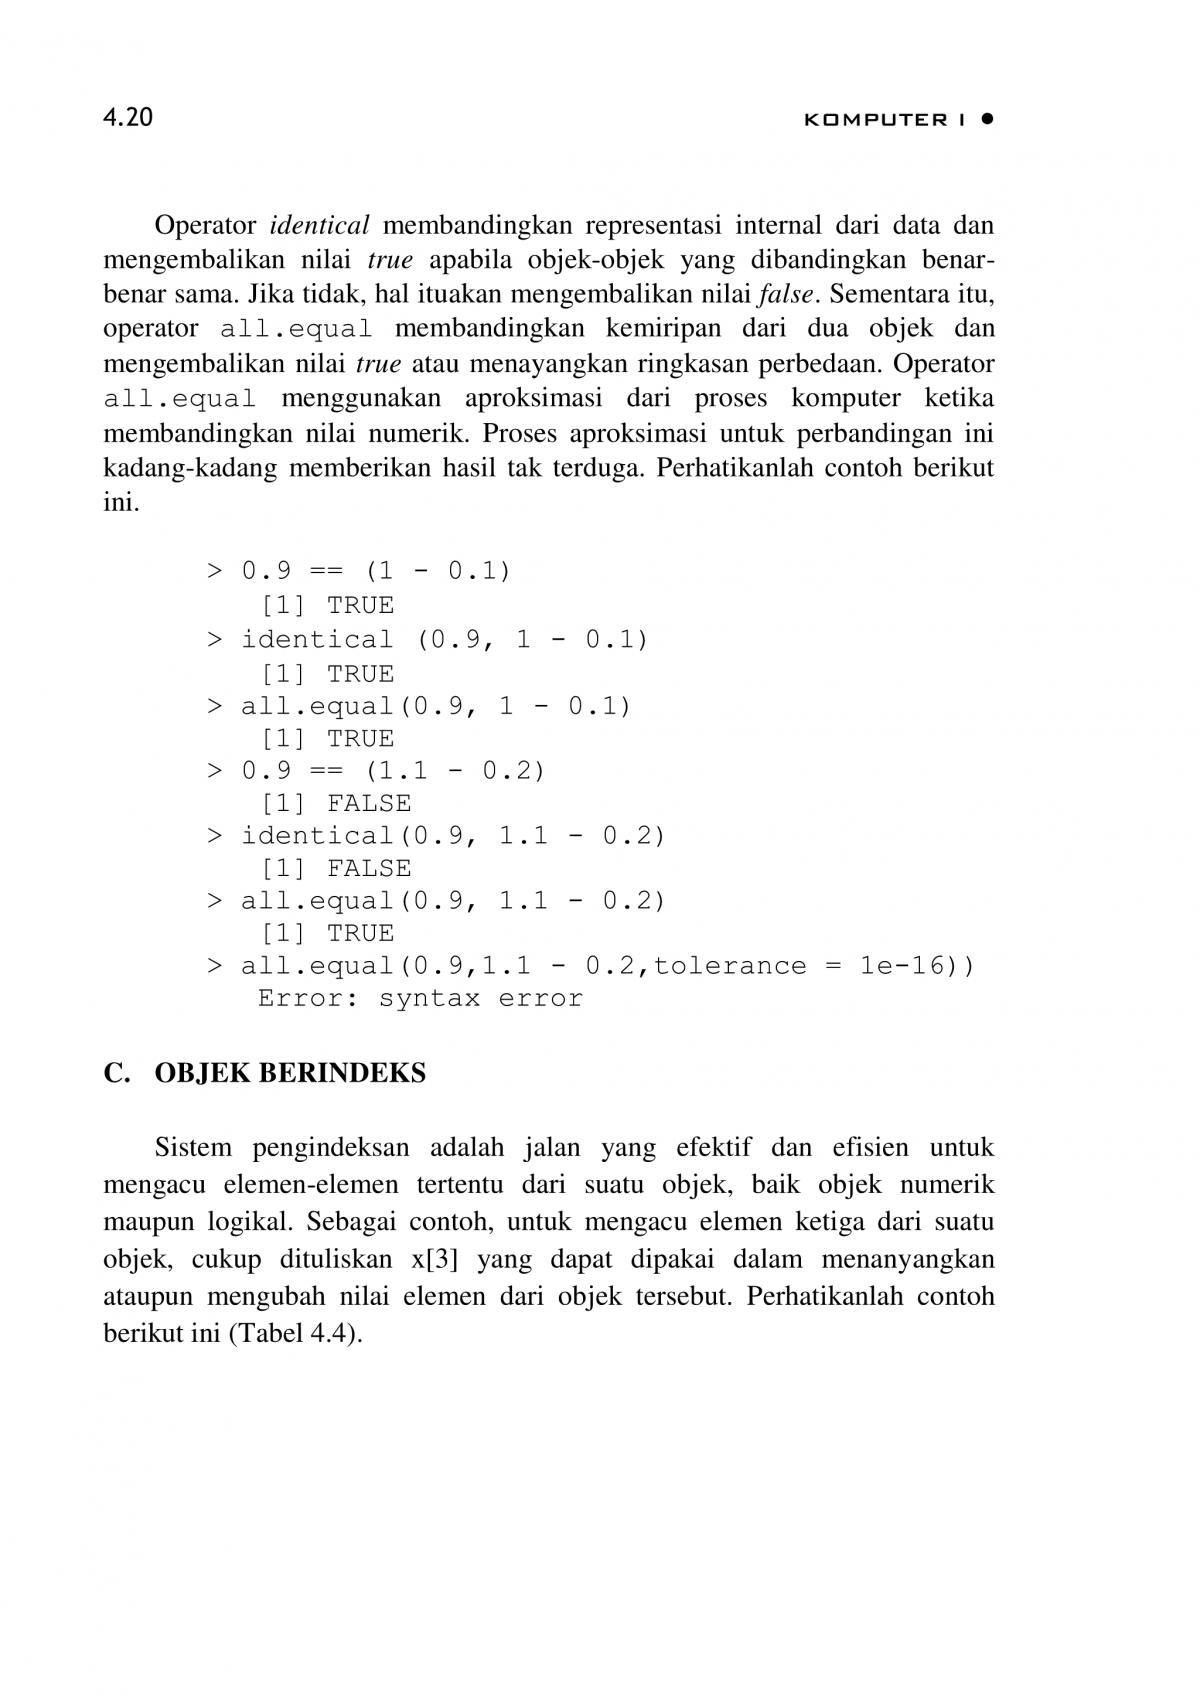 4.20
KOMPUTER I ●
Operator identical membandingkan representasi internal dari data dan
mengembalikan nilai true apabila objek-objek yang dibandingkan benar-
benar sama. Jika tidak, hal ituakan mengembalikan nilai false. Sementara itu,
operator all.equal membandingkan kemiripan dari dua objek dan
mengembalikan nilai true atau menayangkan ringkasan perbedaan. Operator
all.equal menggunakan aproksimasi dari proses komputer ketika
membandingkan nilai numerik. Proses aproksimasi untuk perbandingan ini
kadang-kadang memberikan hasil tak terduga. Perhatikanlah contoh berikut
ini.
> 0.9 == (1 - 0.1)
[1] TRUE
> identical (0.9, 1 - 0.1)
[1] TRUE
> all.equal(0.9, 1 - 0.1)
[1] TRUE
> 0.9 == (1.1 - 0.2)
[1] FALSE
> identical(0.9, 1.1 - 0.2)
[1] FALSE
> all.equal(0.9, 1.1 - 0.2)
[1] TRUE
> all.equal(0.9,1.1 - 0.2,tolerance = 1e-16))
Error: syntax error
C. OBJEK BERINDEKS
Sistem pengindeksan adalah jalan yang efektif dan efisien untuk
mengacu elemen-elemen tertentu dari suatu objek, baik objek numerik
maupun logikal. Sebagai contoh, untuk mengacu elemen ketiga dari suatu
objek, cukup dituliskan x[3] yang dapat dipakai dalam menanyangkan
ataupun mengubah nilai elemen dari objek tersebut. Perhatikanlah contoh
berikut ini (Tabel 4.4).